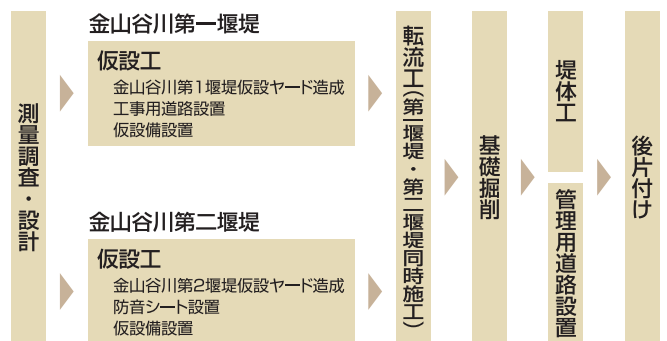 測量調査・設計
金山谷川第一堰堤
仮設工
金山谷川第1堰堤仮設ヤード造成
工事用道路設置
仮設備設置
金山谷川第二堰堤
仮設工
金山谷川第2堰堤仮設ヤード造成
防音シート設置
仮設備設置
転流工(第一堰堤・第二堰堤同時施工)
基礎掘削
堤体工
管理用道路設置
後片付け